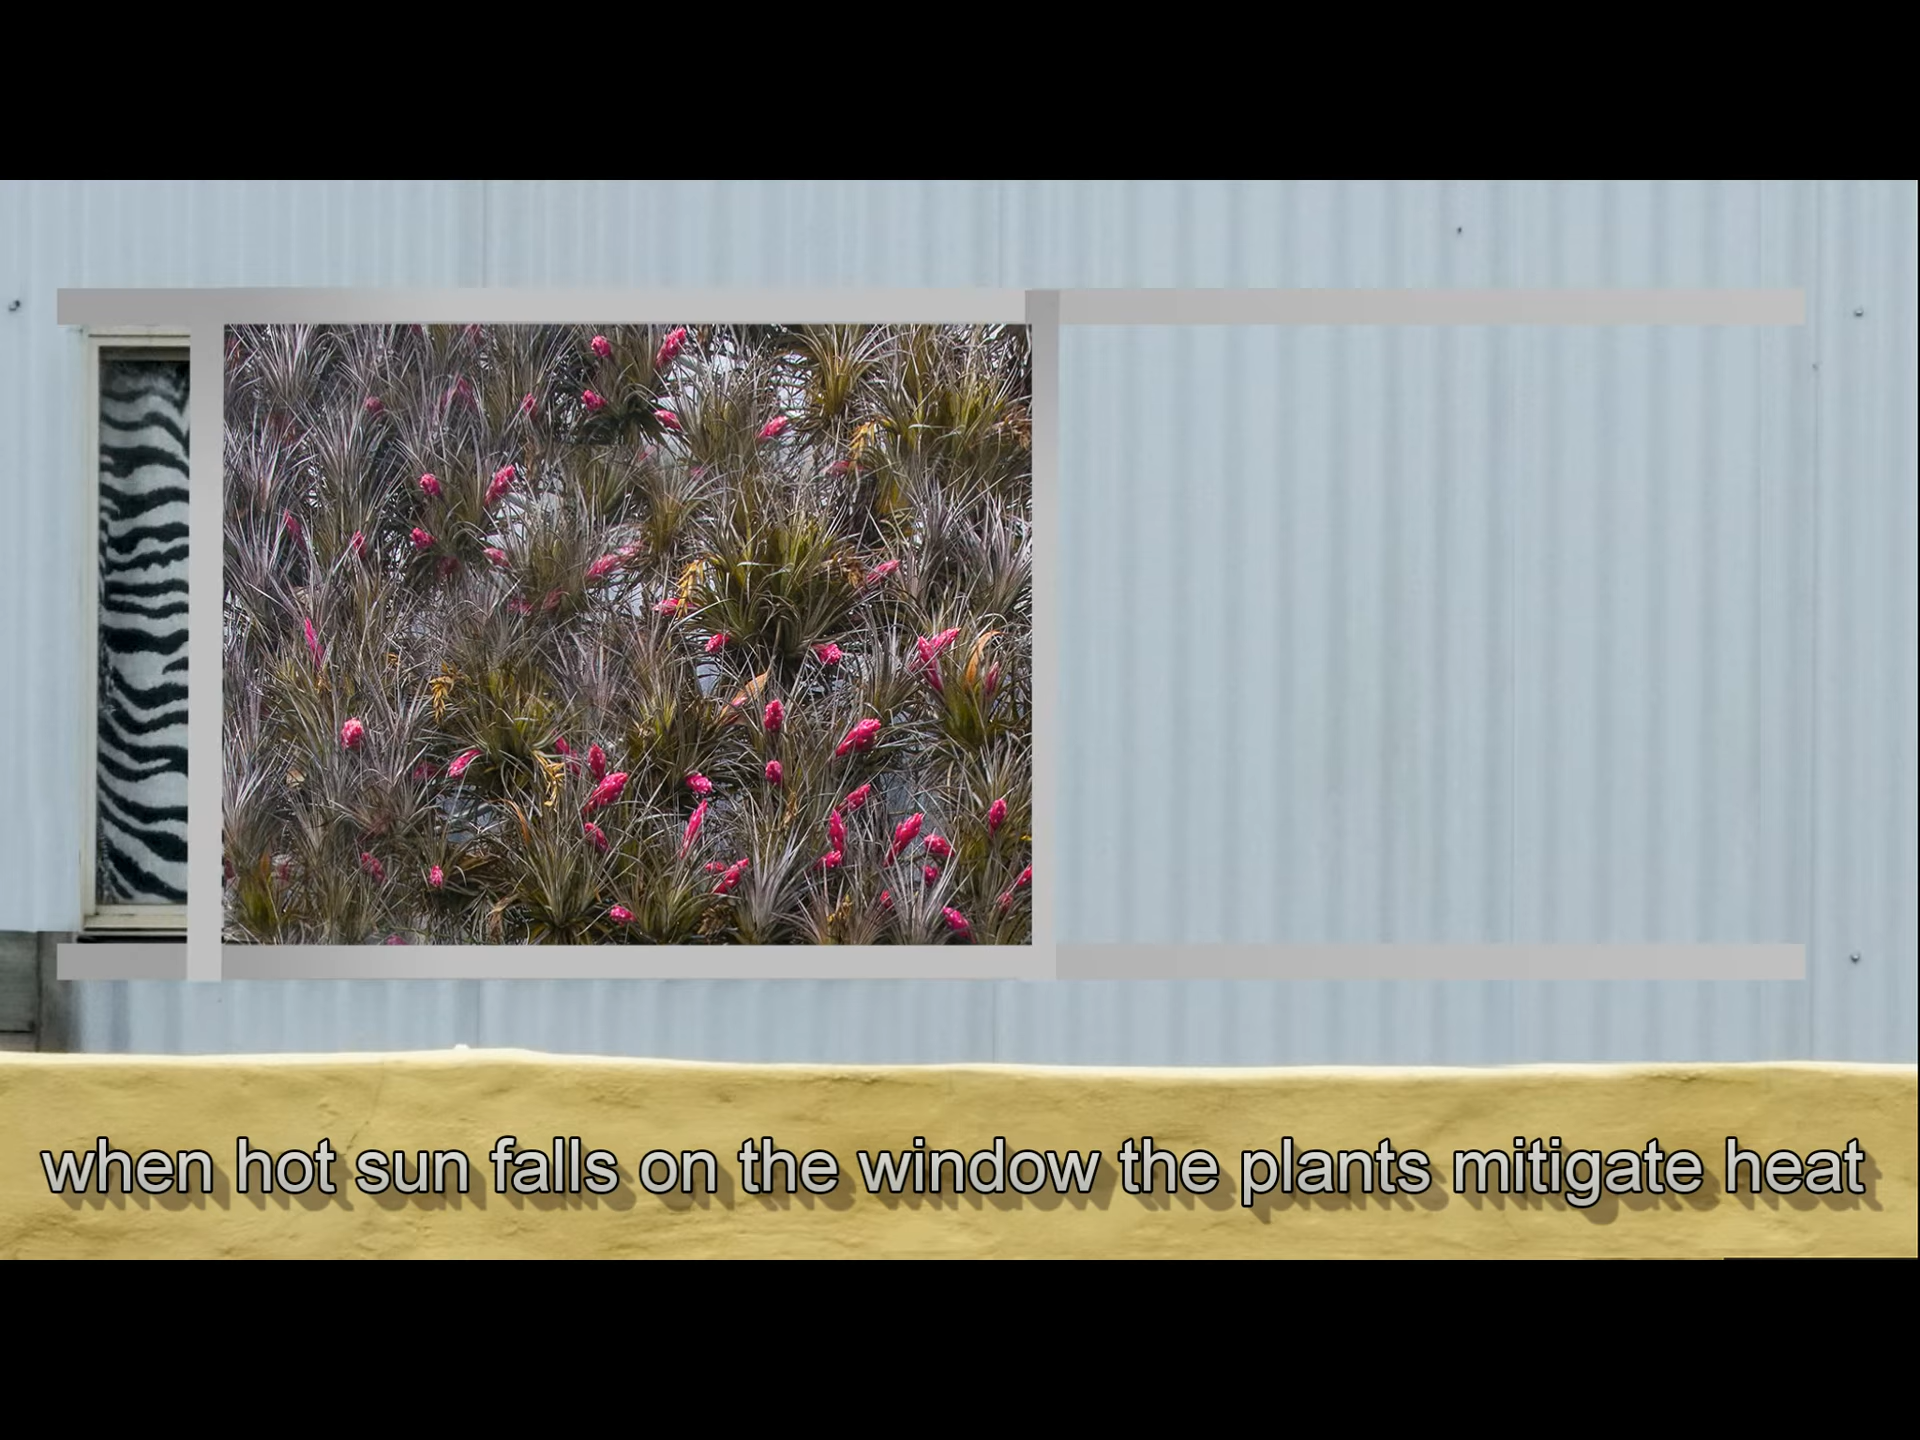 when hot sun falls on the window the plants mitigate heat